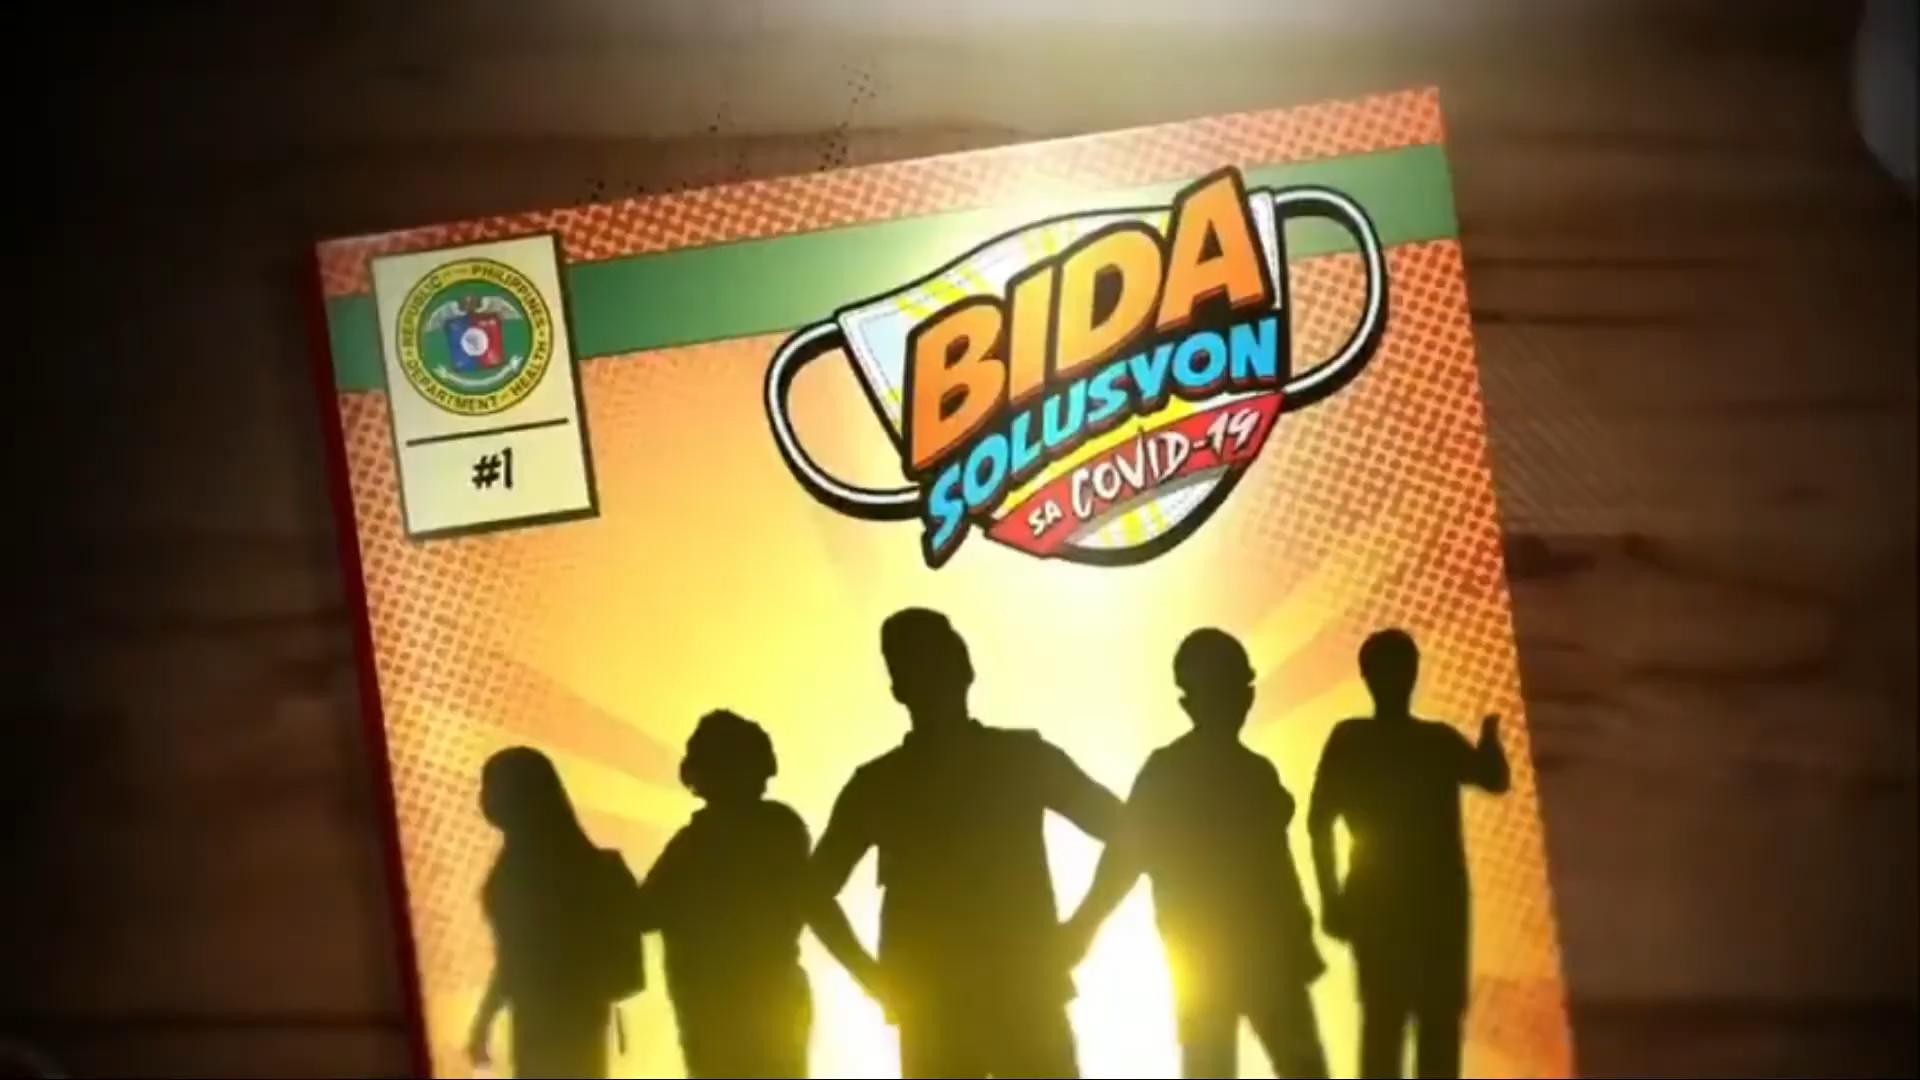 REPUBLIC OF THE PHILIPPINES
DEPARTMENT OF HEALTH
#1
BIDA
SOLUSYON
SA COVID-19